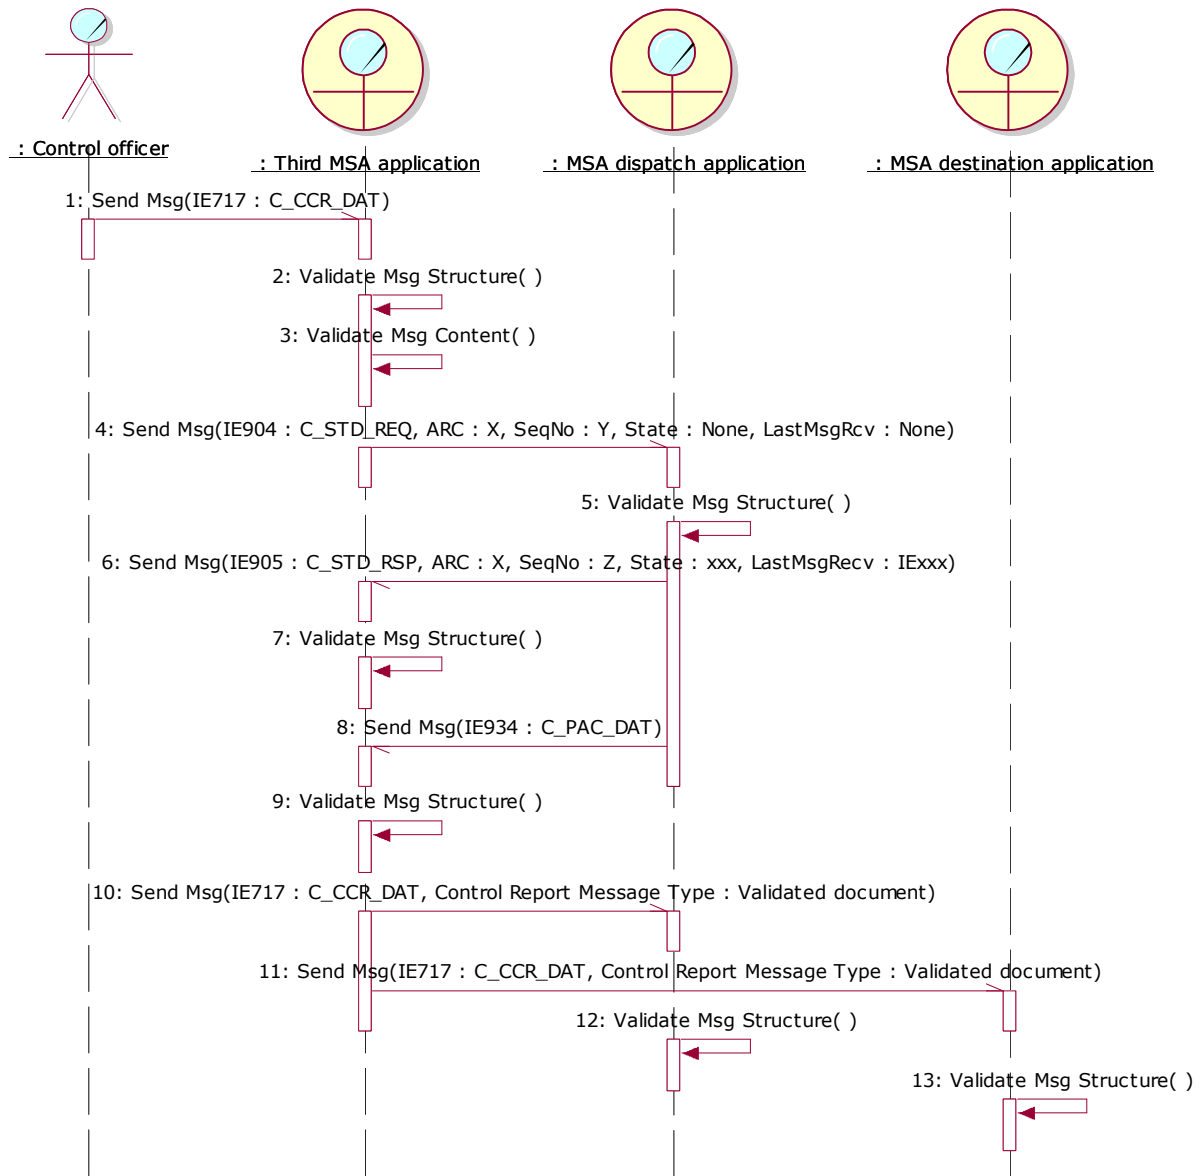 : Control officer
: Third MSA application
: MSA dispatch application
: MSA destination application
1: Send Msg(IE717 : C_CCR_DAT)
2: Validate Msg Structure( )
3: Validate Msg Content( )
4: Send Msg(IE904 : C_STD_REQ, ARC : X, SeqNo : Y, State : None, LastMsgRcv : None)
5: Validate Msg Structure( )
6: Send Msg(IE905 : C_STD_RSP, ARC : X, SeqNo : Z, State : xxx, LastMsgRecv : IExxx)
7: Validate Msg Structure( )
8: Send Msg(IE934 : C_PAC_DAT)
9: Validate Msg Structure( )
10: Send Msg(IE717 : C_CCR_DAT, Control Report Message Type : Validated document)
11: Send Msg(IE717 : C_CCR_DAT, Control Report Message Type : Validated document)
12: Validate Msg Structure( )
13: Validate Msg Structure( )